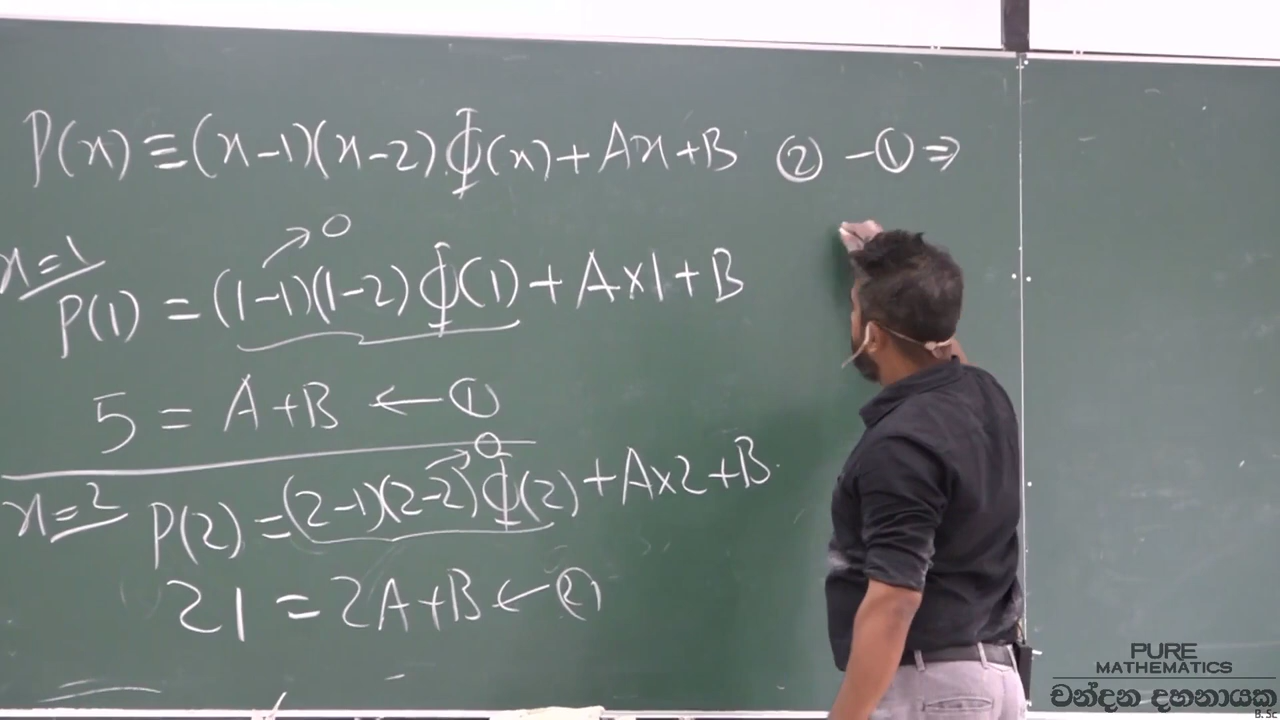 P(x) ≡ (x-1)(x-2) Φ(x) + Ax + B
② - ① ⇒
x = 1
→ 0
P(1) = (1-1)(1-2) Φ(1) + A×1 + B
5 = A + B ← ①
x = 2
→ 0
P(2) = (2-1)(2-2) Φ(2) + A×2 + B
21 = 2A + B ← ②
PURE
MATHEMATICS
චන්දන දහනායක
B.Sc